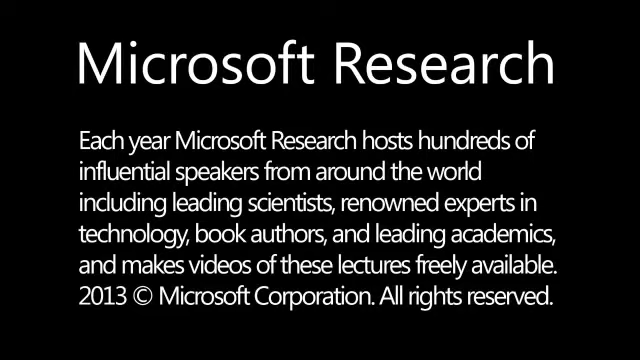 Microsoft Research
Each year Microsoft Research hosts hundreds of
influential speakers from around the world
including leading scientists, renowned experts in
technology, book authors, and leading academics,
and makes videos of these lectures freely available.
2013 © Microsoft Corporation. All rights reserved.